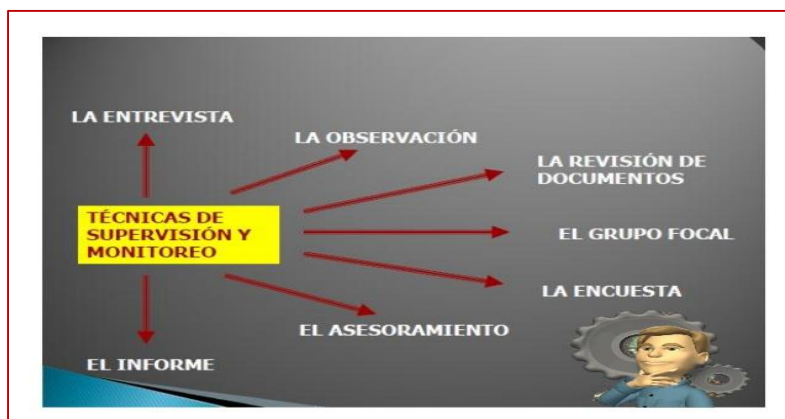 LA ENTREVISTA
LA OBSERVACIÓN
LA REVISIÓN DE
DOCUMENTOS
TÉCNICAS DE
SUPERVISIÓN Y
MONITOREO
EL GRUPO FOCAL
LA ENCUESTA
EL ASESORAMIENTO
EL INFORME